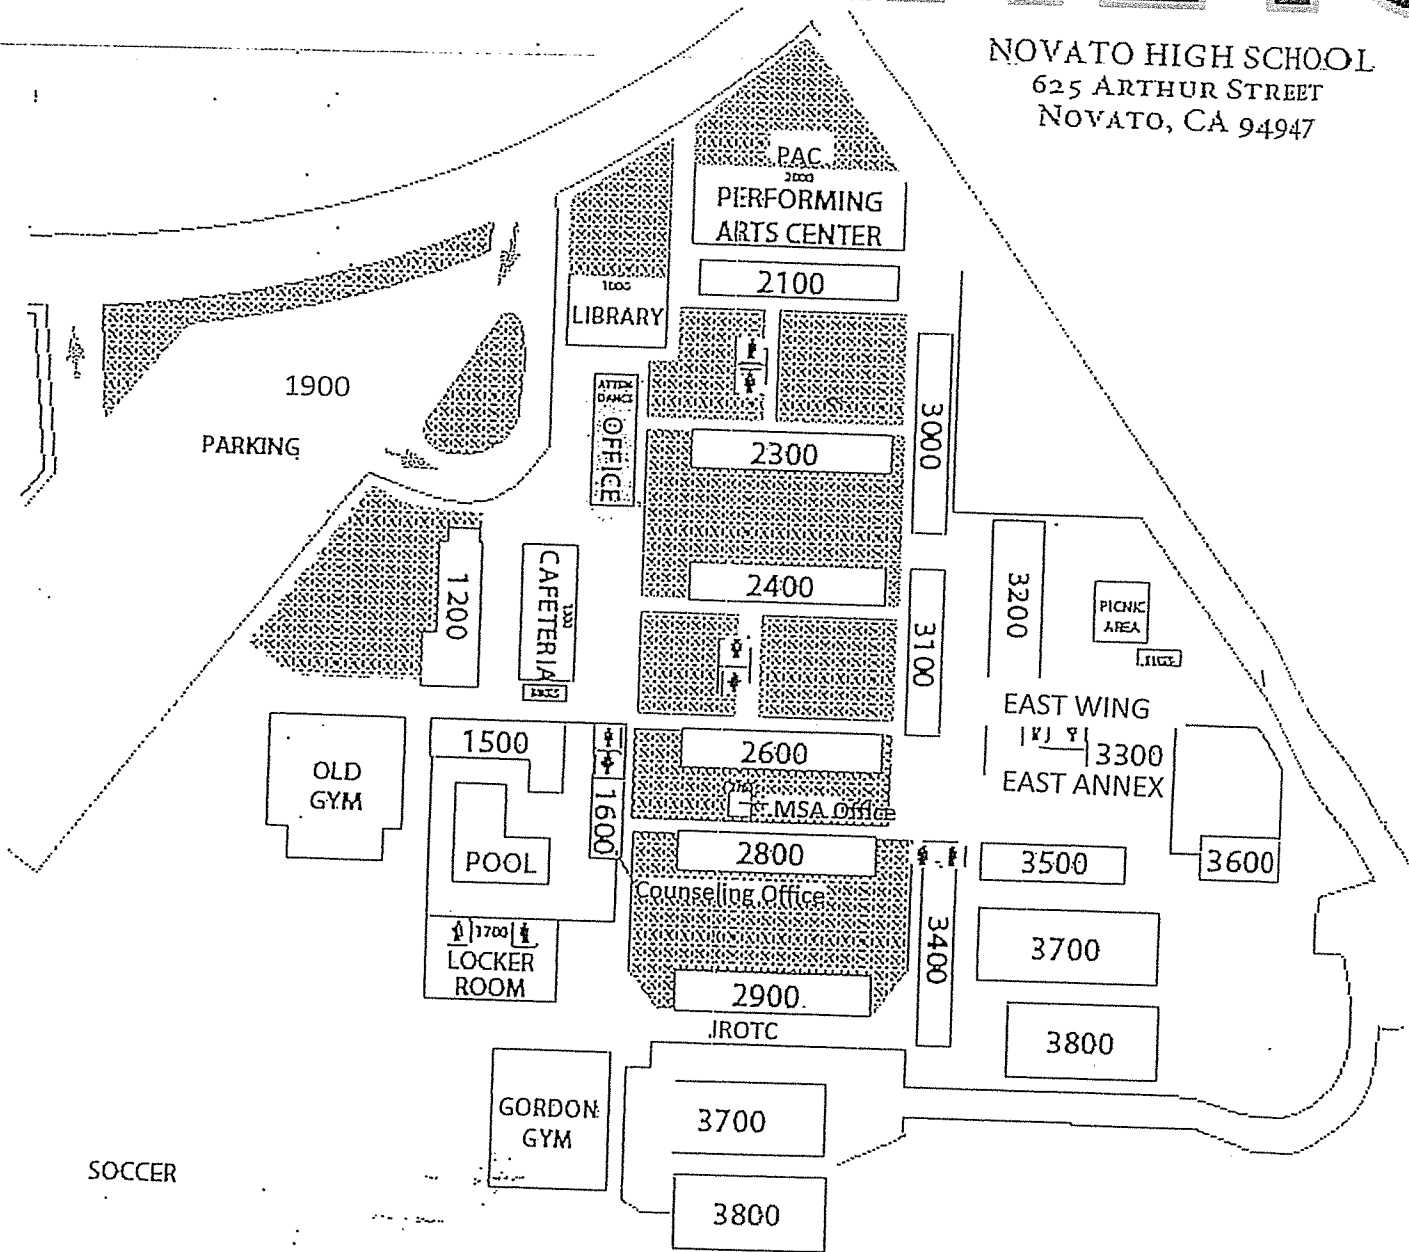 NOVATO HIGH SCHOOL
625 ARTHUR STREET
NOVATO, CA 94947
PAC
2000
PERFORMING
ARTS CENTER
2100
LIBRARY
1900
PARKING
ATTEN
DANCE
OFFICE
2300
3000
1200
CAFETERIA
2400
3100
3200
PICNIC
AREA
EAST WING
3300
EAST ANNEX
OLD
GYM
1500
1600
POOL
2600
MSA Office
2800
Counseling Office
3500
3600
1700
LOCKER
ROOM
3400
3700
2900
JROTC
3800
GORDON
GYM
3700
3800
SOCCER